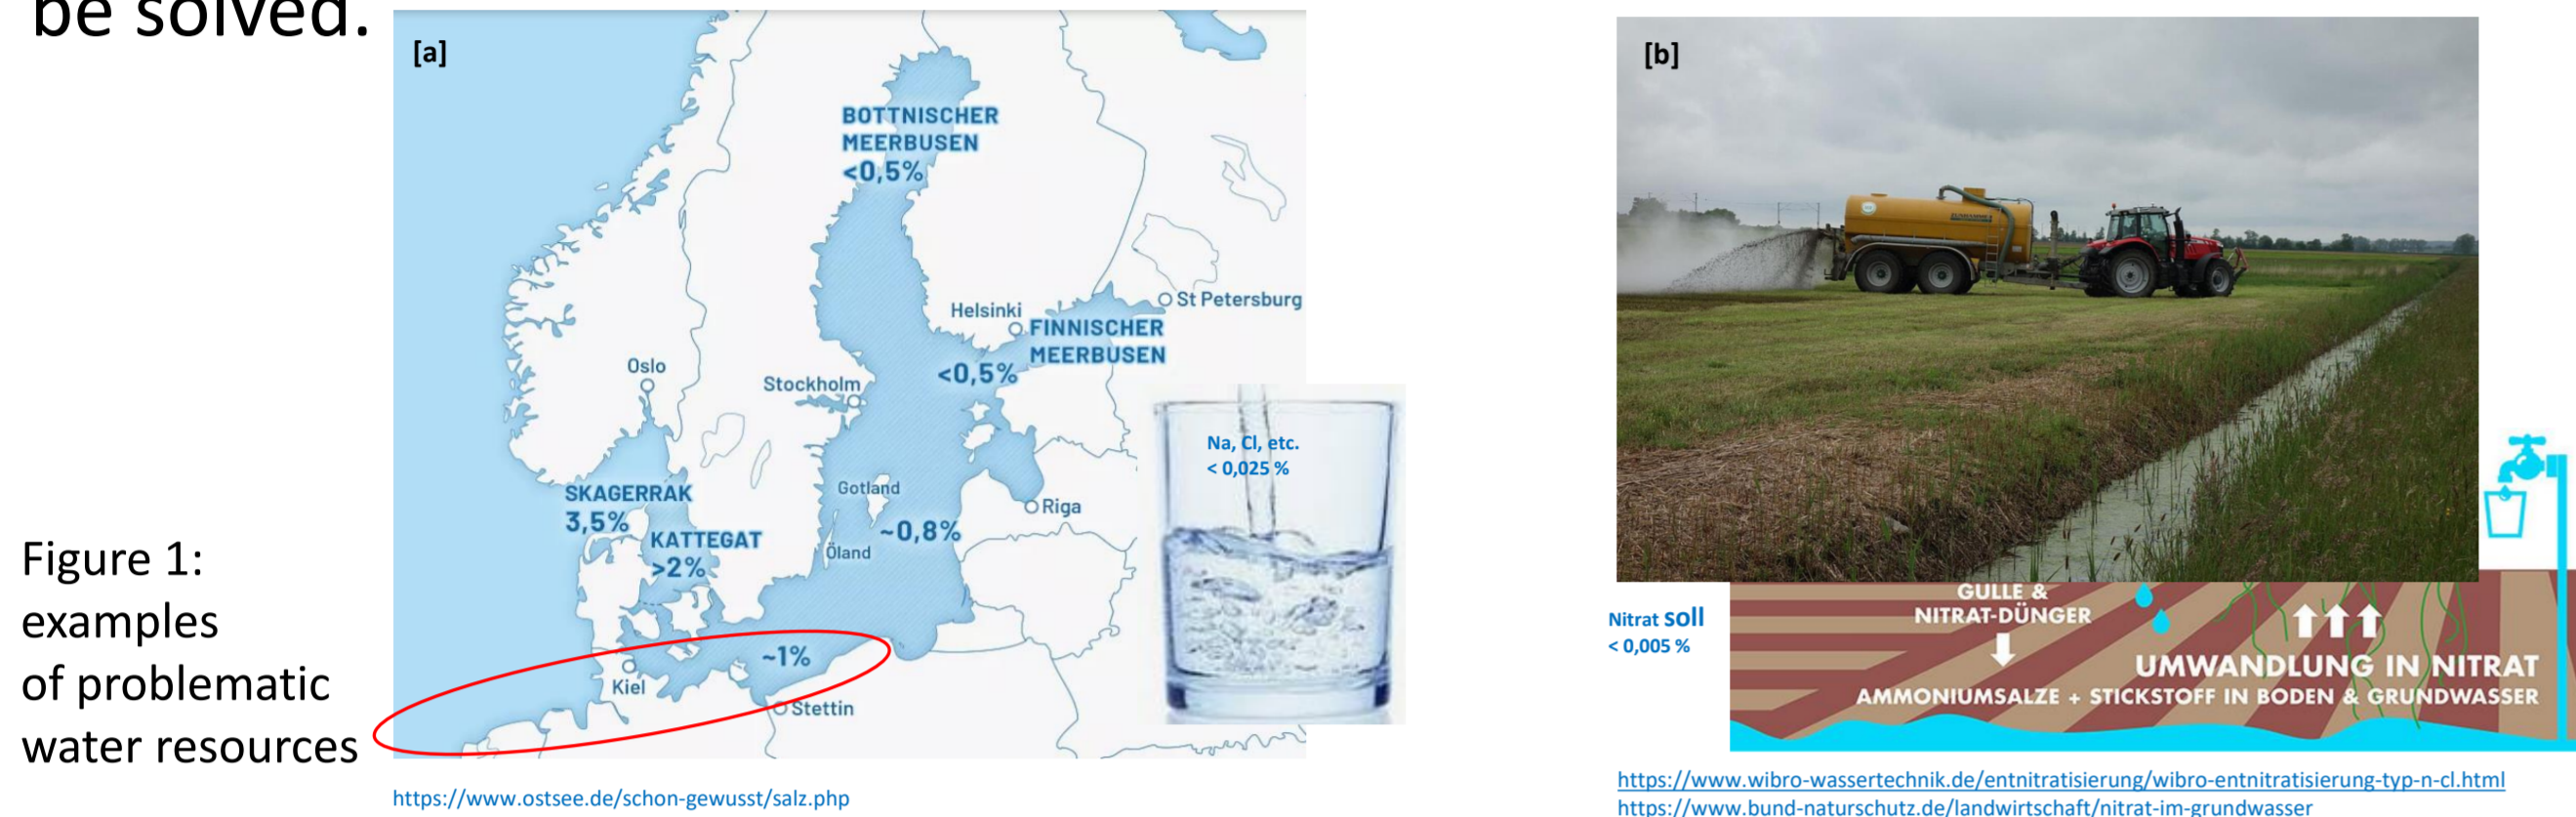 be solved.
[a]
BOTTNISCHER
MEERBUSEN
<0,5%
Helsinki
St Petersburg
FINNISCHER
MEERBUSEN
<0,5%
Oslo
Stockholm
Na, Cl, etc.
< 0,025 %
SKAGERRAK
3,5%
KATTEGAT
>2%
Gotland
~0,8%
Öland
Riga
~1%
Kiel
Stettin
Figure 1:
examples
of problematic
water resources
https://www.ostsee.de/schon-gewusst/salz.php
[b]
Nitrat soll
< 0,005 %
GULLE &
NITRAT-DÜNGER
UMWANDLUNG IN NITRAT
AMMONIUMSALZE + STICKSTOFF IN BODEN & GRUNDWASSER
https://www.wibro-wassertechnik.de/entnitratisierung/wibro-entnitratisierung-typ-n-cl.html
https://www.bund-naturschutz.de/landwirtschaft/nitrat-im-grundwasser